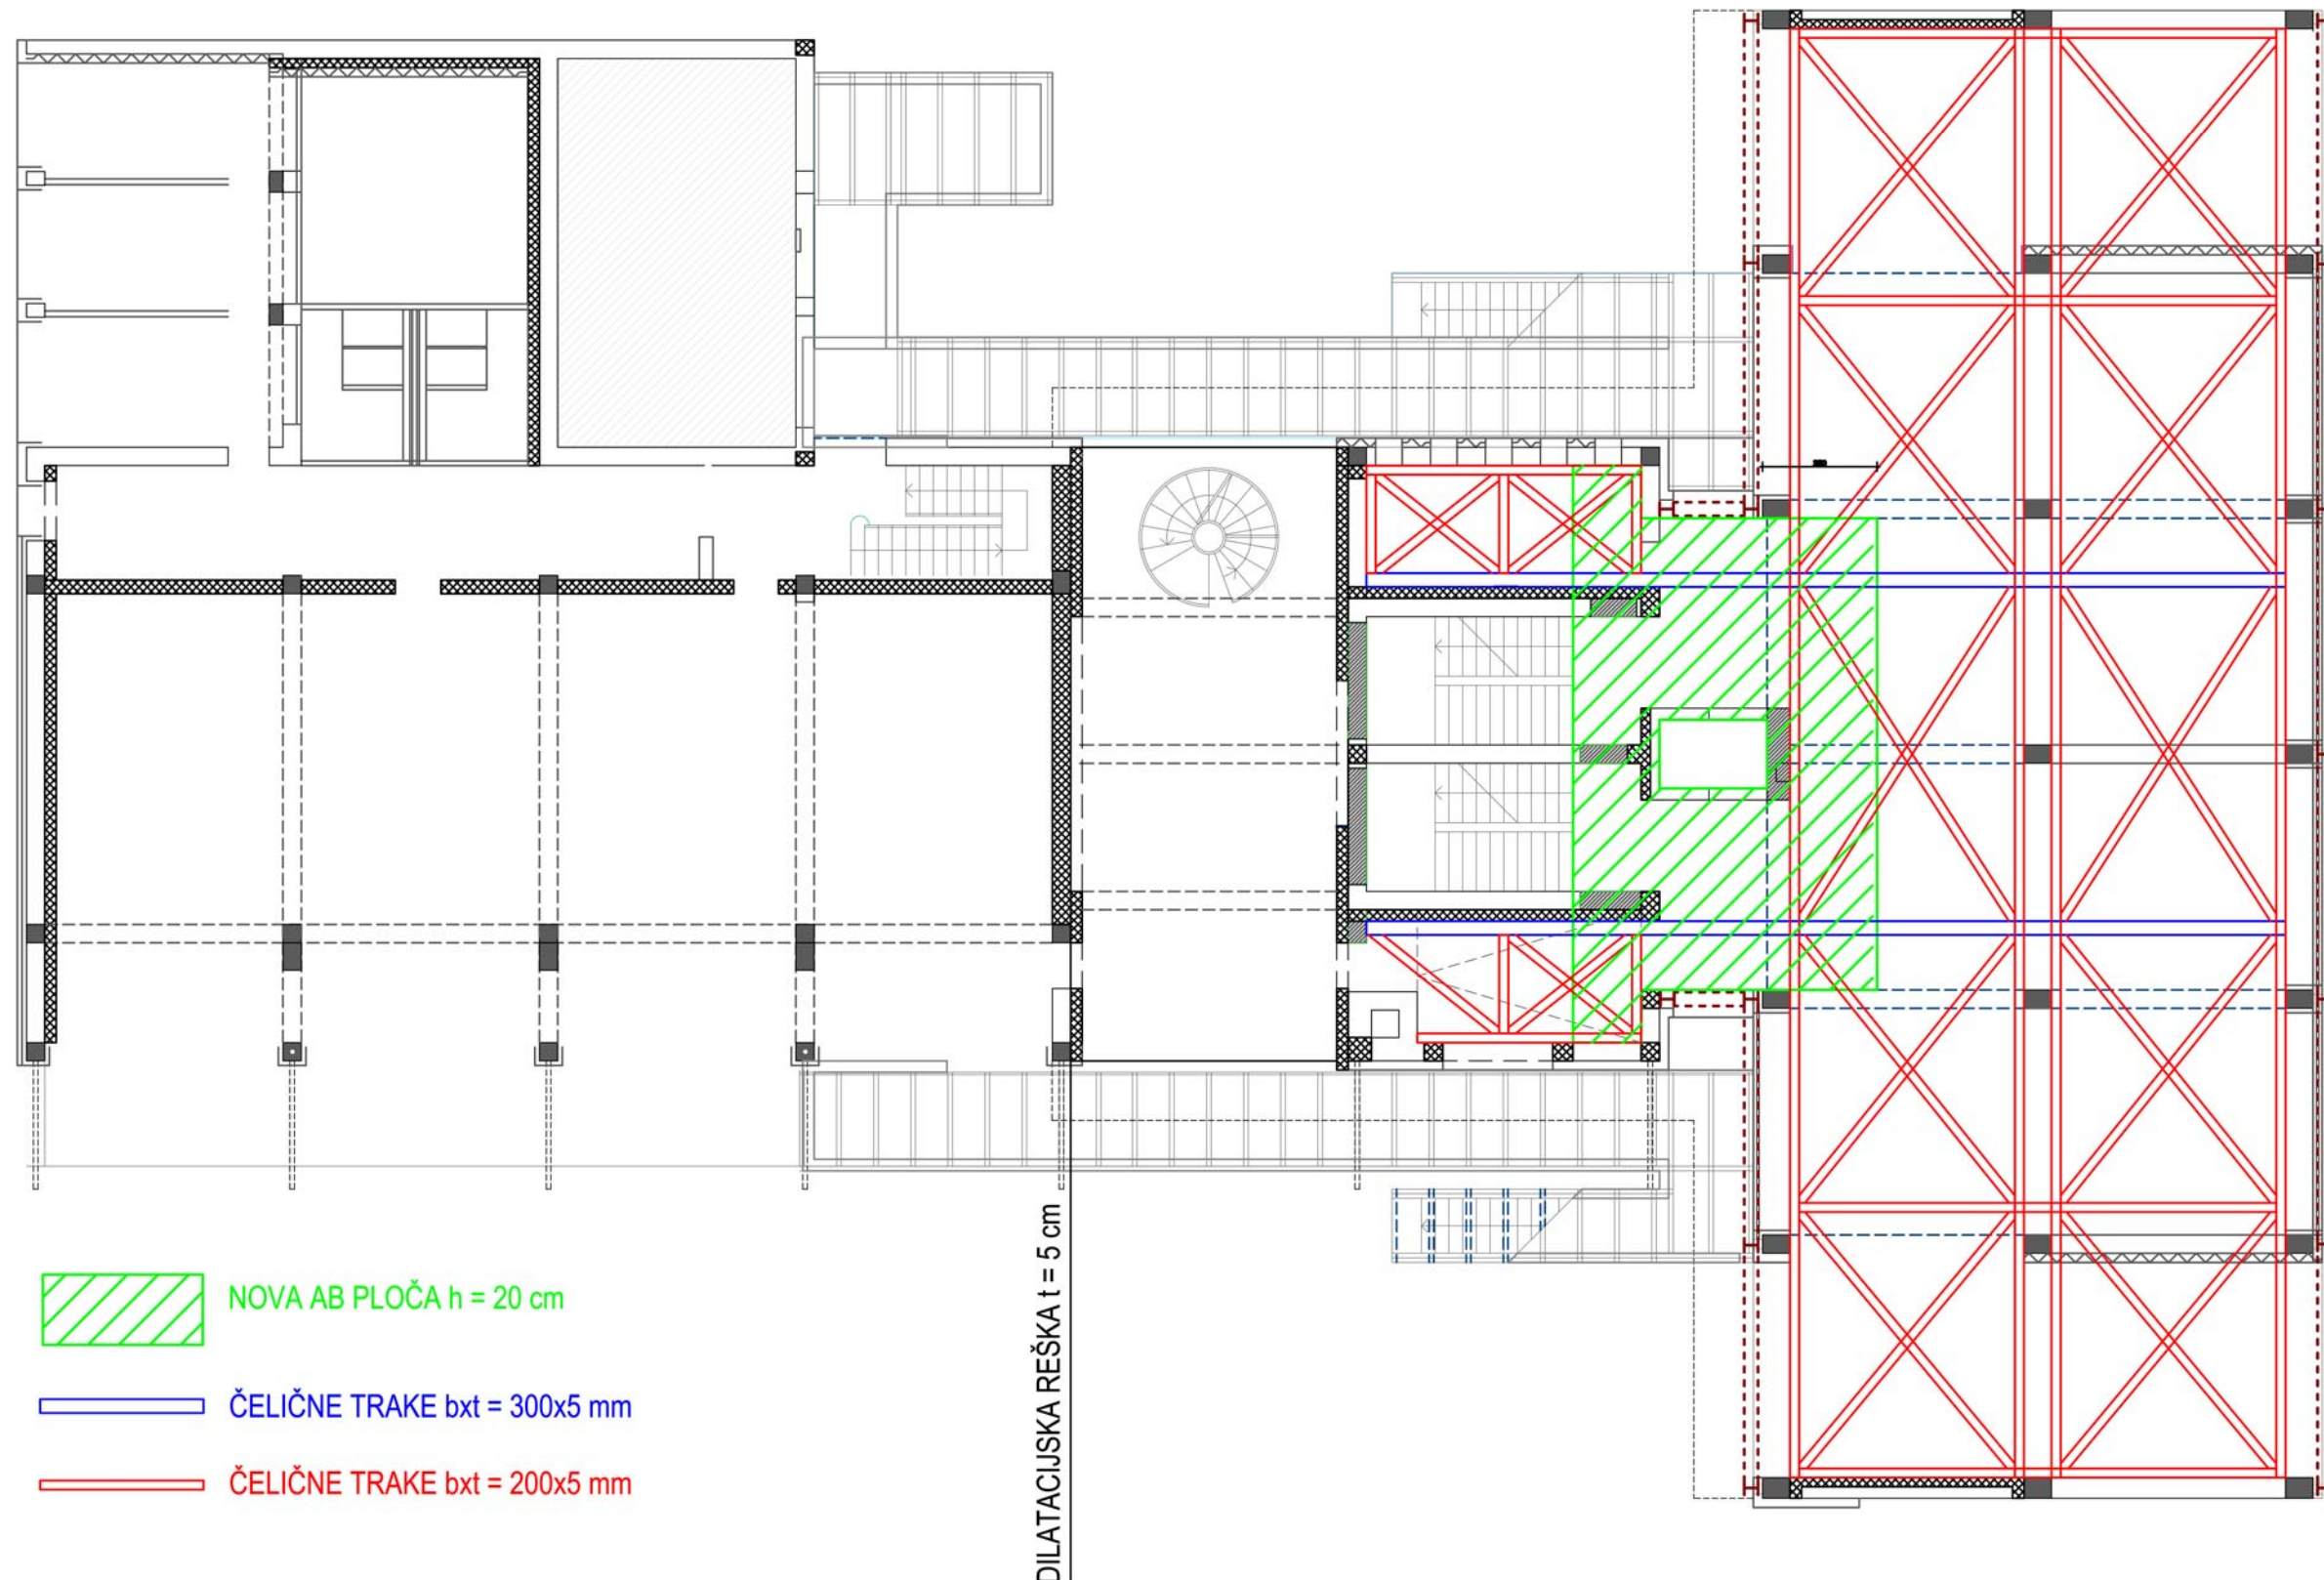 NOVA AB PLOČA h = 20 cm
ČELIČNE TRAKE bxt = 300x5 mm
ČELIČNE TRAKE bxt = 200x5 mm
DILATACIJSKA REŠKA t = 5 cm